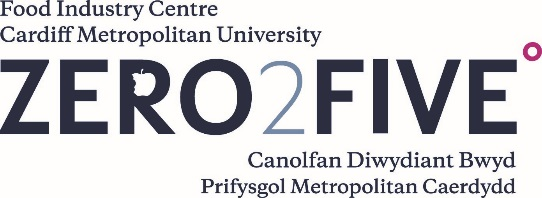 Food Industry Centre
Cardiff Metropolitan University
ZERO2FIVE°
Canolfan Diwydiant Bwyd
Prifysgol Metropolitan Caerdydd